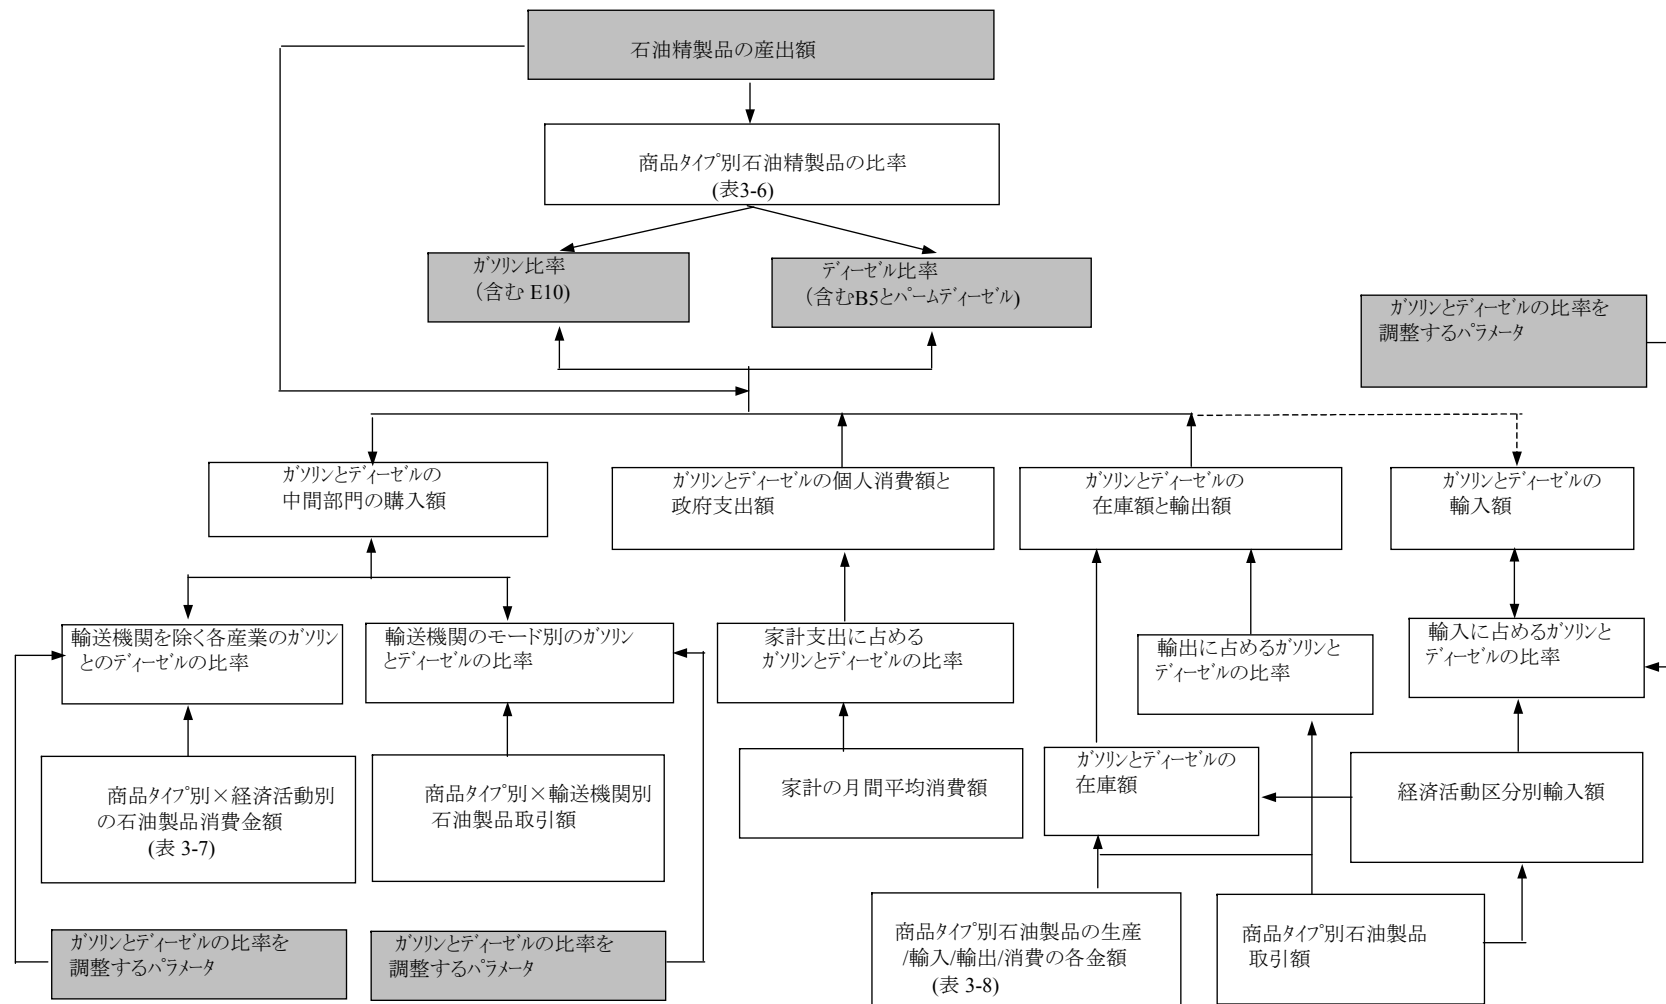 石油精製品の産出額
商品ﾀｲﾌﾟ別石油精製品の比率
(表3-6)
ｶﾞｿﾘﾝ比率
(含む E10)
ﾃﾞｨｰｾﾞﾙ比率
(含むB5とﾊﾟｰﾑﾃﾞｨｰｾﾞﾙ)
ｶﾞｿﾘﾝとﾃﾞｨｰｾﾞﾙの比率を
調整するﾊﾟﾗﾒｰﾀ
ｶﾞｿﾘﾝとﾃﾞｨｰｾﾞﾙの
中間部門の購入額
ｶﾞｿﾘﾝとﾃﾞｨｰｾﾞﾙの個人消費額と
政府支出額
ｶﾞｿﾘﾝとﾃﾞｨｰｾﾞﾙの
在庫額と輸出額
ｶﾞｿﾘﾝとﾃﾞｨｰｾﾞﾙの
輸入額
輸送機関を除く各産業のｶﾞｿﾘﾝ
とのﾃﾞｨｰｾﾞﾙの比率
輸送機関のモード別のｶﾞｿﾘﾝ
とﾃﾞｨｰｾﾞﾙの比率
家計支出に占める
ｶﾞｿﾘﾝとﾃﾞｨｰｾﾞﾙの比率
輸出に占めるｶﾞｿﾘﾝと
ﾃﾞｨｰｾﾞﾙの比率
輸入に占めるｶﾞｿﾘﾝと
ﾃﾞｨｰｾﾞﾙの比率
商品ﾀｲﾌﾟ別×経済活動別
の石油製品消費金額
(表 3-7)
商品ﾀｲﾌﾟ別×輸送機関別
石油製品取引額
家計の月間平均消費額
ｶﾞｿﾘﾝとﾃﾞｨｰｾﾞﾙの
在庫額
経済活動区分別輸入額
ｶﾞｿﾘﾝとﾃﾞｨｰｾﾞﾙの比率を
調整するﾊﾟﾗﾒｰﾀ
ｶﾞｿﾘﾝとﾃﾞｨｰｾﾞﾙの比率を
調整するﾊﾟﾗﾒｰﾀ
商品ﾀｲﾌﾟ別石油製品の生産
/輸入/輸出/消費の各金額
(表 3-8)
商品ﾀｲﾌﾟ別石油製品
取引額